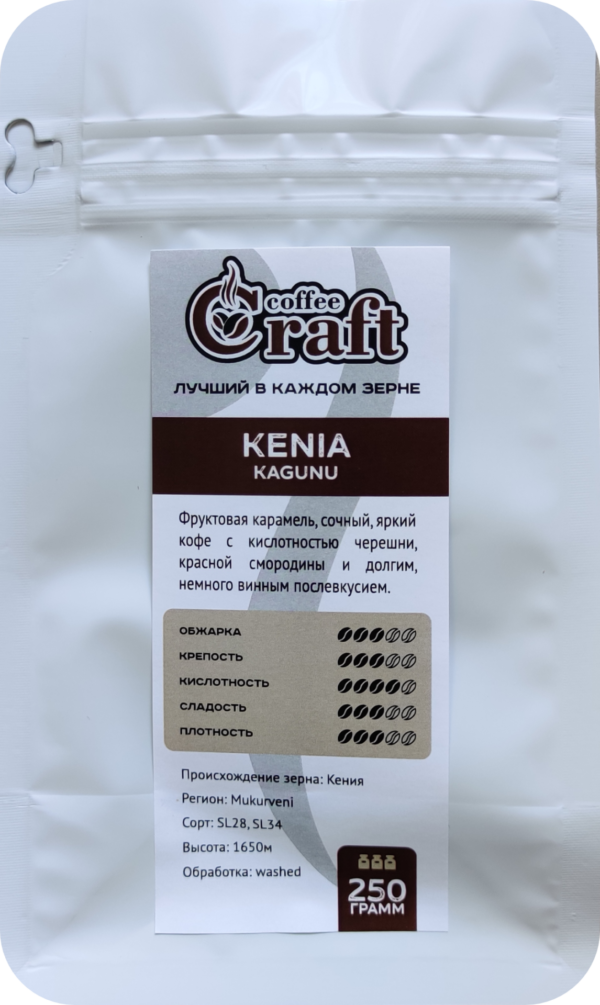 coffee
Craft
ЛУЧШИЙ В КАЖДОМ ЗЕРНЕ
KENIA
KAGUNU
Фруктовая карамель, сочный, яркий
кофе с кислотностью черешни,
красной смородины и долгим,
немного винным послевкусием.
ОБЖАРКА
КРЕПОСТЬ
КИСЛОТНОСТЬ
СЛАДОСТЬ
ПЛОТНОСТЬ
Происхождение зерна: Кения
Регион: Mukurveni
Сорт: SL28, SL34
Высота: 1650м
Обработка: washed
250
ГРАММ